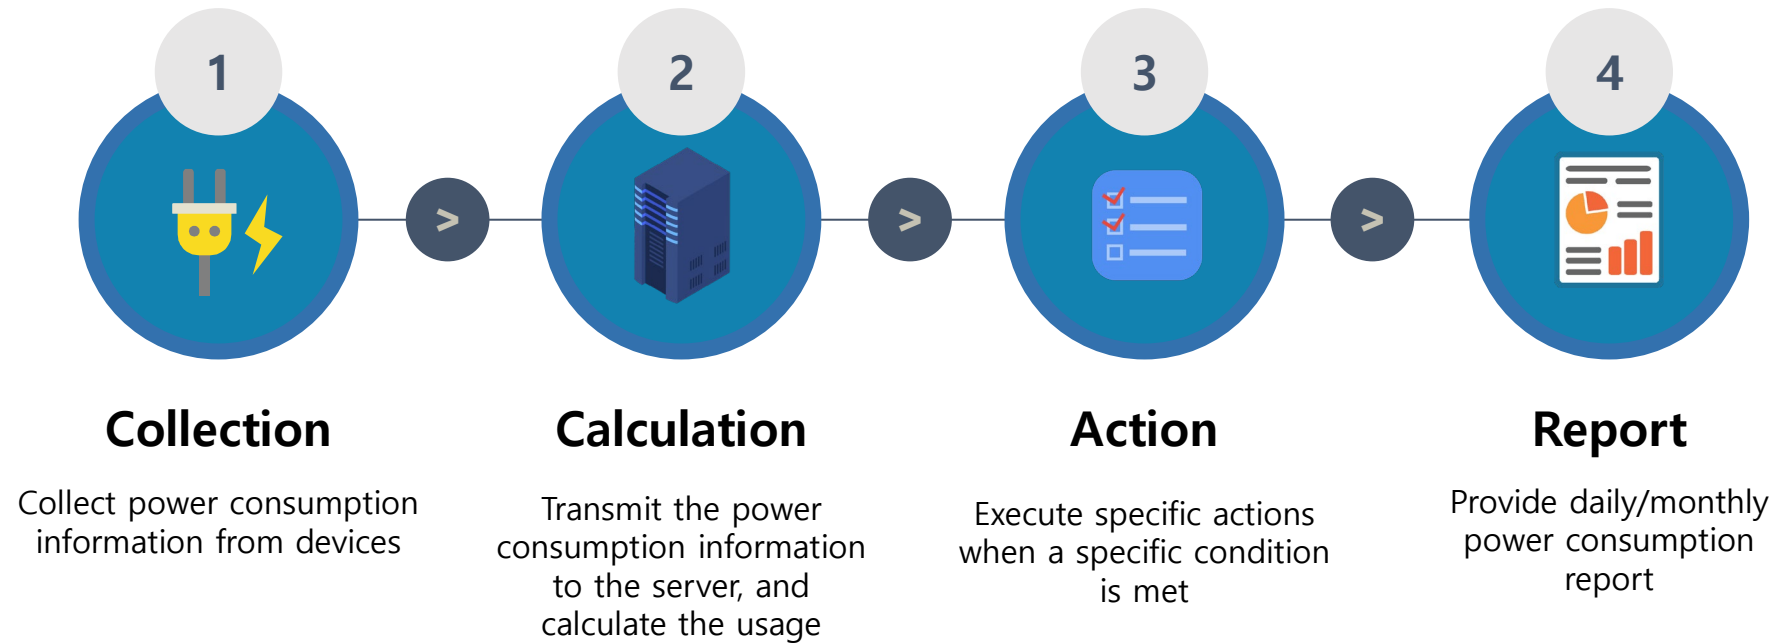 1
2
3
4
>
>
>
Collection
Collect power consumption
information from devices
Calculation
Transmit the power
consumption information
to the server, and
calculate the usage
Action
Execute specific actions
when a specific condition
is met
Report
Provide daily/monthly
power consumption
report